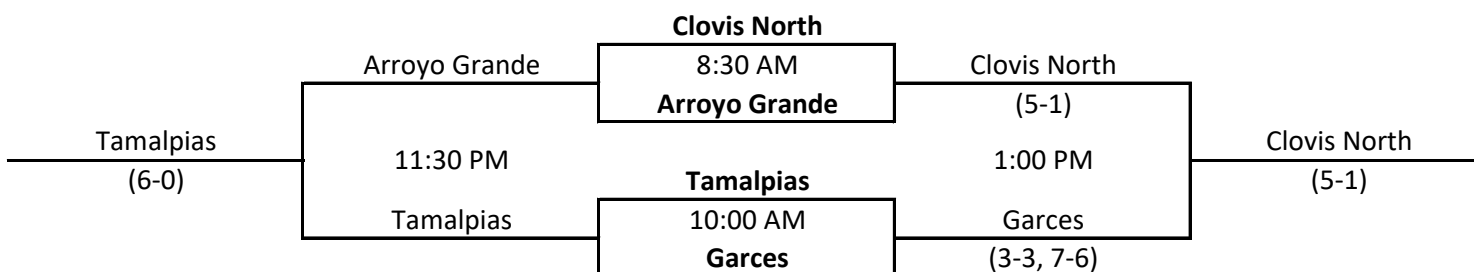 Clovis North
Arroyo Grande 8:30 AM Clovis North
Arroyo Grande (5-1)
Tamalpias Clovis North
(6-0) 11:30 PM 1:00 PM (5-1)
Tamalpias
Tamalpias 10:00 AM Garces
Garces (3-3, 7-6)